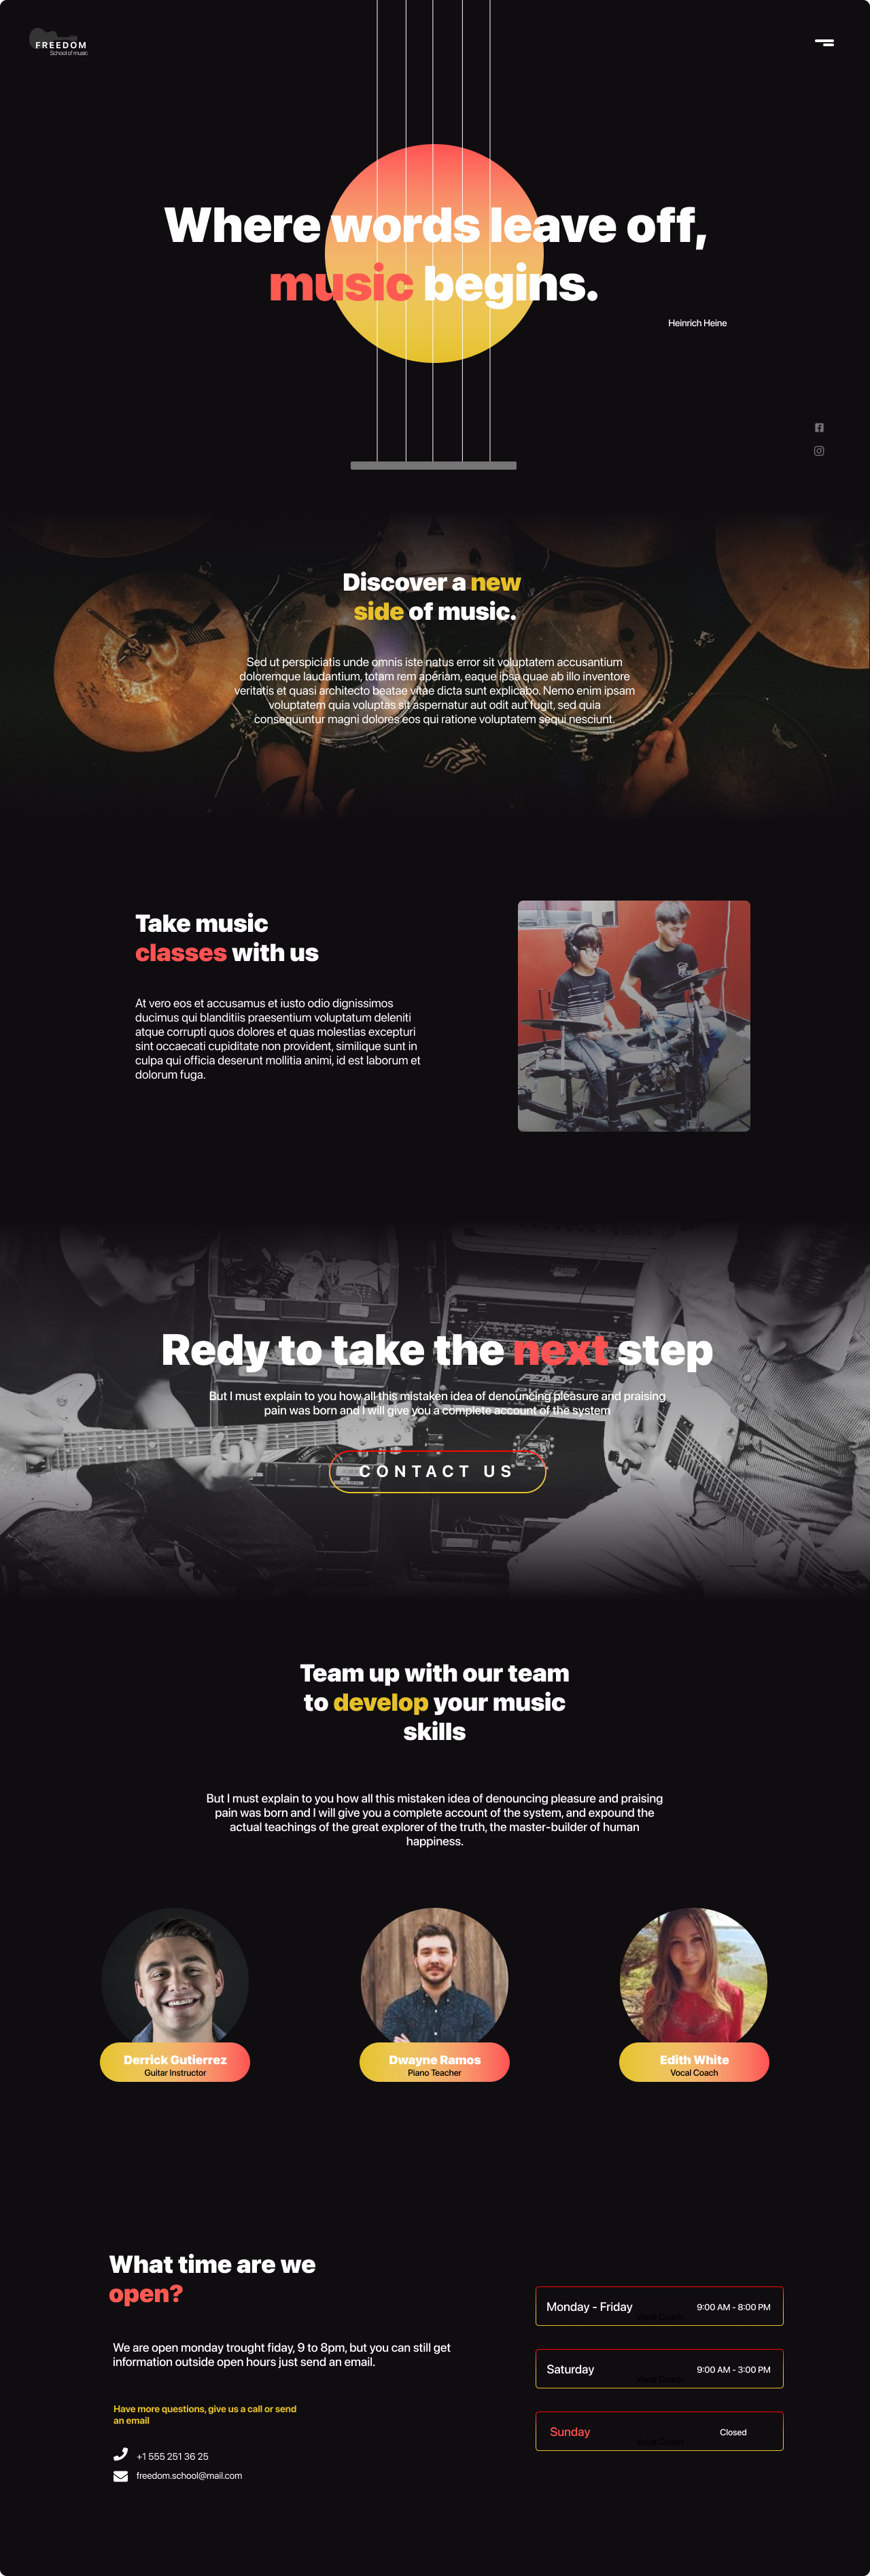 FREEDOM
School of music
Where words leave off,
music begins.
Heinrich Heine
Discover a new
side of music.
Sed ut perspiciatis unde omnis iste natus error sit voluptatem accusantium
doloremque laudantium, totam rem aperiam, eaque ipsa quae ab illo inventore
veritatis et quasi architecto beatae vitae dicta sunt explicabo. Nemo enim ipsam
voluptatem quia voluptas sit aspernatur aut odit aut fugit, sed quia
consequuntur magni dolores eos qui ratione voluptatem sequi nesciunt.
Take music
classes with us
At vero eos et accusamus et iusto odio dignissimos
ducimus qui blanditiis praesentium voluptatum deleniti
atque corrupti quos dolores et quas molestias excepturi
sint occaecati cupiditate non provident, similique sunt in
culpa qui officia deserunt mollitia animi, id est laborum et
dolorum fuga.
Redy to take the next step
PEAVEY
But I must explain to you how all this mistaken idea of denouncing pleasure and praising
pain was born and I will give you a complete account of the system
CONTACT US
Team up with our team
to develop your music
skills
But I must explain to you how all this mistaken idea of denouncing pleasure and praising
pain was born and I will give you a complete account of the system, and expound the
actual teachings of the great explorer of the truth, the master-builder of human
happiness.
Derrick Gutierrez
Guitar Instructor
Dwayne Ramos
Piano Teacher
Edith White
Vocal Coach
What time are we
open?
We are open monday trought fiday, 9 to 8pm, but you can still get
information outside open hours just send an email.
Have more questions, give us a call or send
an email
+1 555 251 36 25
freedom.school@mail.com
Monday - Friday 9:00 AM - 8:00 PM
Vocal Coach
Saturday 9:00 AM - 3:00 PM
Vocal Coach
Sunday Closed
Vocal Coach